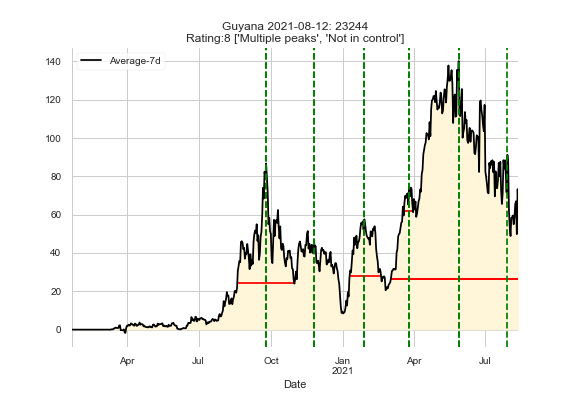 Guyana 2021-08-12: 23244
Rating:8 ['Multiple peaks', 'Not in control']
Average-7d
140
120
100
80
60
40
20
0
Apr Jul Oct Jan Apr Jul
2021
Date